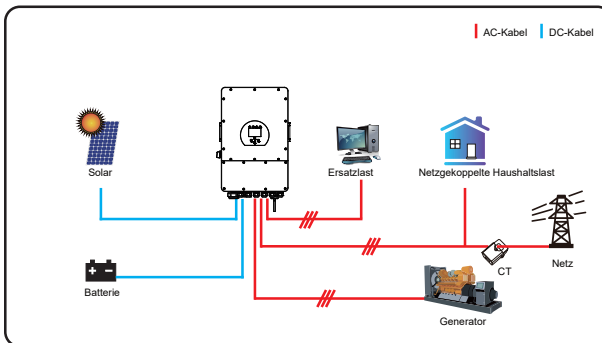 AC-Kabel DC-Kabel
Solar
Ersatzlast
Netzgekoppelte Haushaltslast
Batterie
CT
Netz
Generator